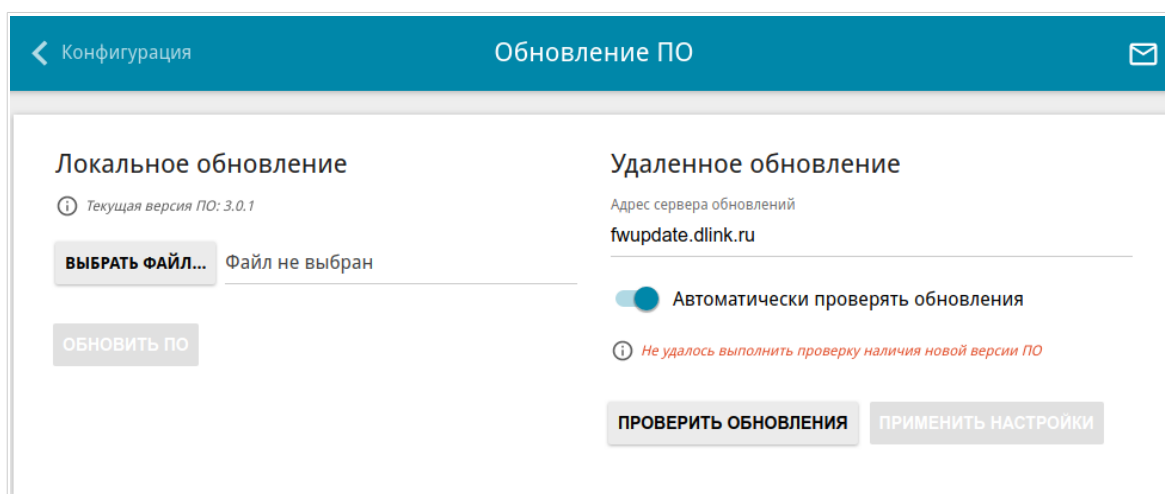 Конфигурация
Обновление ПО
Локальное обновление
Текущая версия ПО: 3.0.1
ВЫБРАТЬ ФАЙЛ... Файл не выбран
ОБНОВИТЬ ПО
Удаленное обновление
Адрес сервера обновлений
fwupdate.dlink.ru
Автоматически проверять обновления
Не удалось выполнить проверку наличия новой версии ПО
ПРОВЕРИТЬ ОБНОВЛЕНИЯ ПРИМЕНИТЬ НАСТРОЙКИ